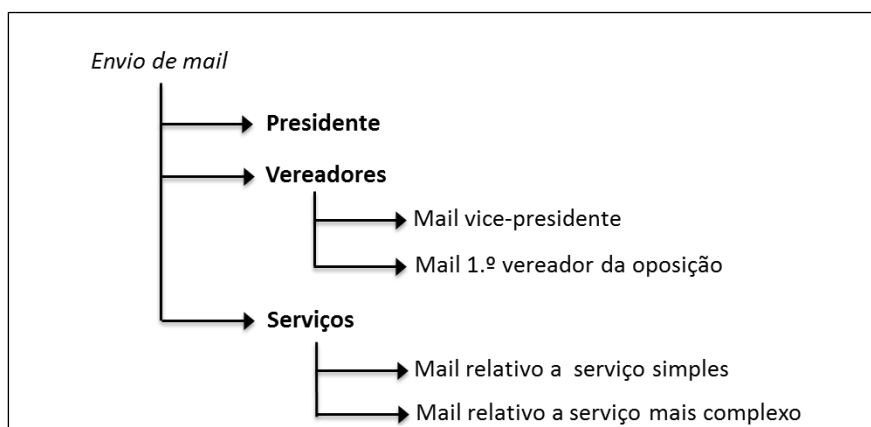 Envio de mail
Presidente
Vereadores
Mail vice-presidente
Mail 1.º vereador da oposição
Serviços
Mail relativo a serviço simples
Mail relativo a serviço mais complexo